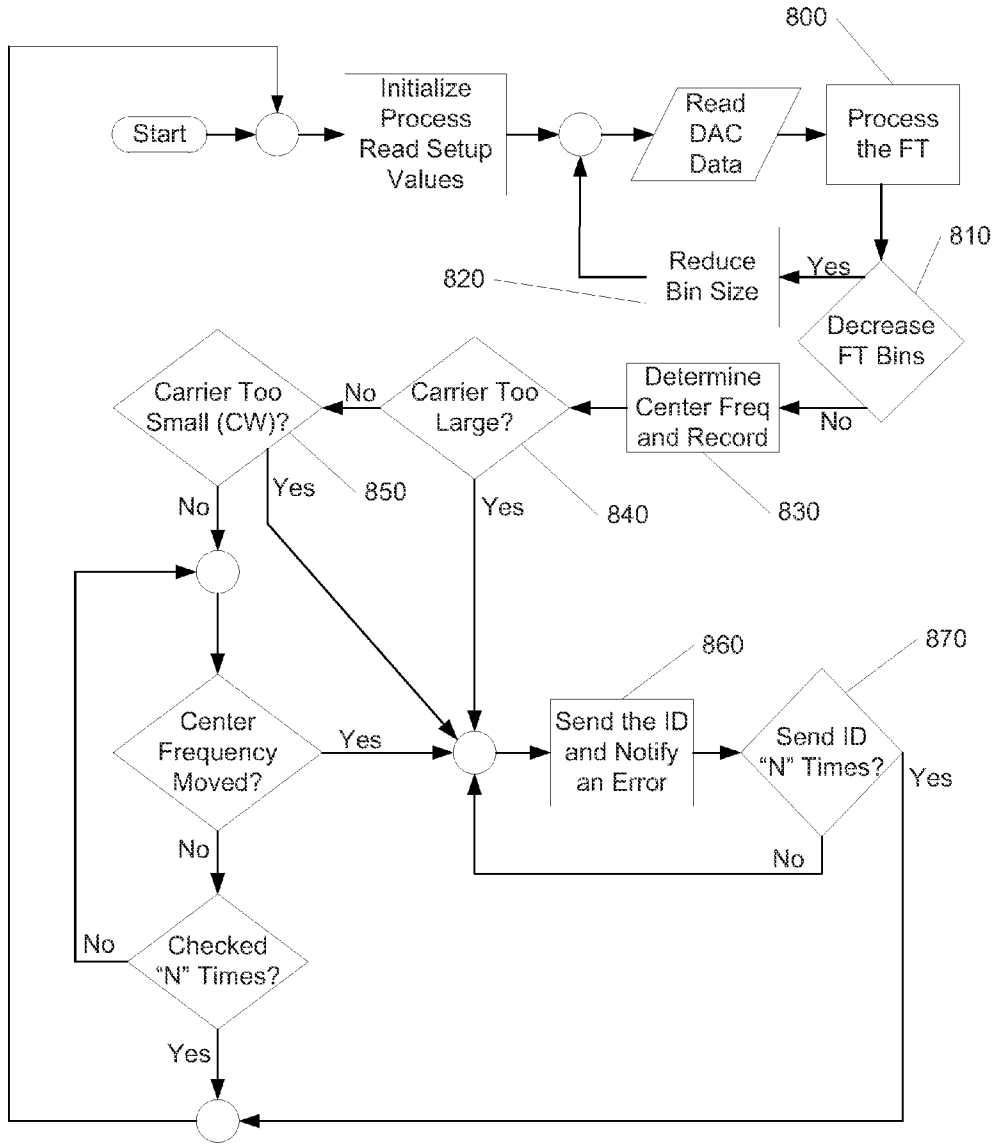 800
Start
Initialize
Process
Read Setup
Values
Read
DAC
Data
Process
the FT
810
Yes
Reduce
Bin Size
820
Decrease
FT Bins
No
Determine
Center Freq
and Record
830
Carrier Too
Large?
840
No
Yes
Carrier Too
Small (CW)?
850
Yes
No
Center
Frequency
Moved?
Yes
No
860
Send the ID
and Notify
an Error
870
Send ID
“N” Times?
Yes
No
Checked
“N” Times?
No
Yes